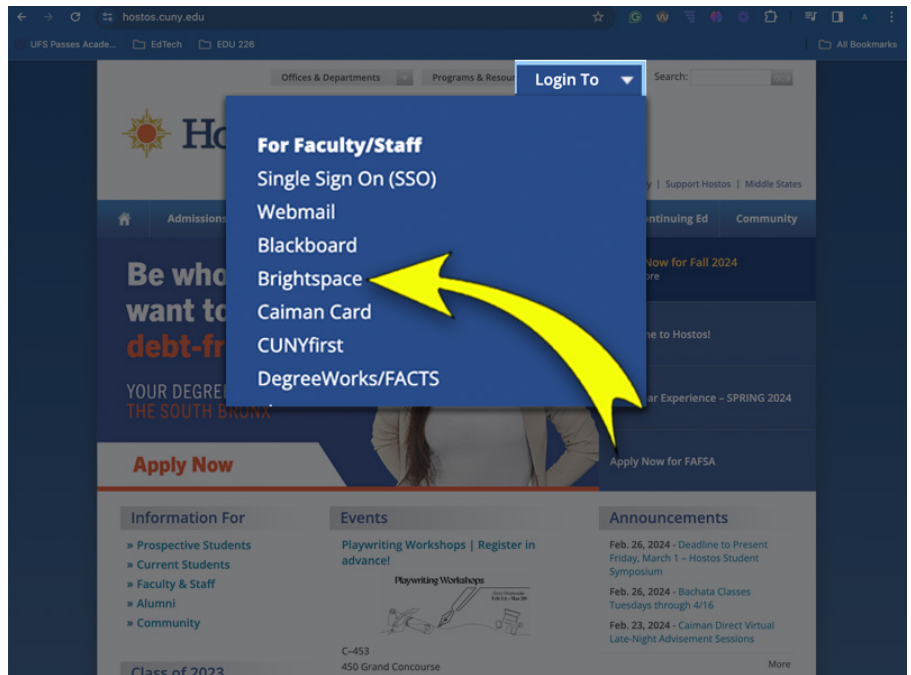 hostos.cuny.edu
UFS Passes Acade...
EdTech
EDU 226
All Bookmarks
Offices & Departments
Programs & Resour
Login To
Search:
Ho
For Faculty/Staff
Single Sign On (SSO)
Webmail
Blackboard
Brightspace
Caiman Card
CUNYfirst
DegreeWorks/FACTS
y | Support Hostos | Middle States
Admissions
ntinuing Ed
Community
Be who
want to
debt-fr
YOUR DEGRE
THE SOUTH BRONX
Apply Now
Now for Fall 2024
ore
e to Hostos!
ar Experience – SPRING 2024
Apply Now for FAFSA
Information For
» Prospective Students
» Current Students
» Faculty & Staff
» Alumni
» Community
Class of 2023
Events
Playwriting Workshops | Register in
advance!
Playwriting Workshops
C–453
450 Grand Concourse
Announcements
Feb. 26, 2024 - Deadline to Present
Friday, March 1 – Hostos Student
Symposium
Feb. 26, 2024 - Bachata Classes
Tuesdays through 4/16
Feb. 23, 2024 - Caiman Direct Virtual
Late-Night Advisement Sessions
More